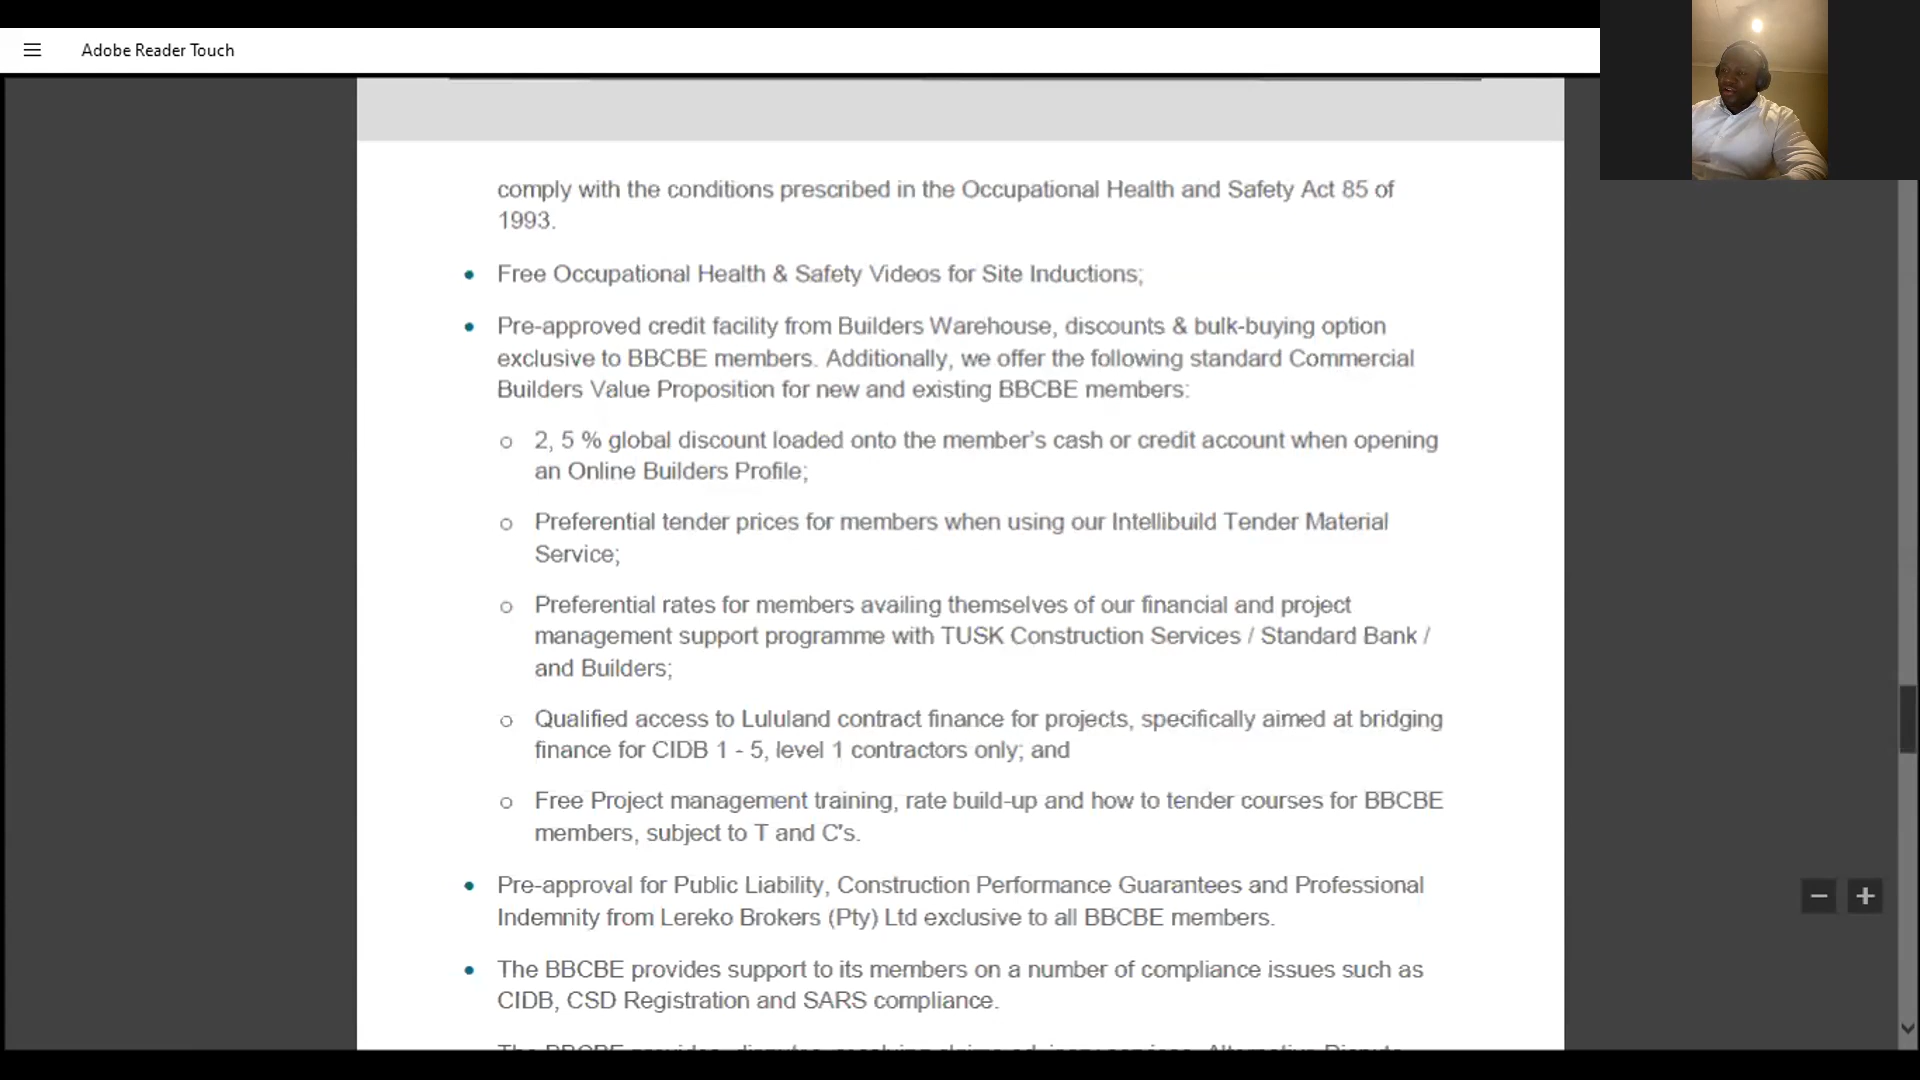 Adobe Reader Touch
comply with the conditions prescribed in the Occupational Health and Safety Act 85 of
1993.
Free Occupational Health & Safety Videos for Site Inductions;
Pre-approved credit facility from Builders Warehouse, discounts & bulk-buying option
exclusive to BBCBE members. Additionally, we offer the following standard Commercial
Builders Value Proposition for new and existing BBCBE members:
2, 5 % global discount loaded onto the member's cash or credit account when opening
an Online Builders Profile;
Preferential tender prices for members when using our Intellibuild Tender Material
Service;
Preferential rates for members availing themselves of our financial and project
management support programme with TUSK Construction Services / Standard Bank /
and Builders;
Qualified access to Lululand contract finance for projects, specifically aimed at bridging
finance for CIDB 1 - 5, level 1 contractors only; and
Free Project management training, rate build-up and how to tender courses for BBCBE
members, subject to T and C's.
Pre-approval for Public Liability, Construction Performance Guarantees and Professional
Indemnity from Lereko Brokers (Pty) Ltd exclusive to all BBCBE members.
The BBCBE provides support to its members on a number of compliance issues such as
CIDB, CSD Registration and SARS compliance.